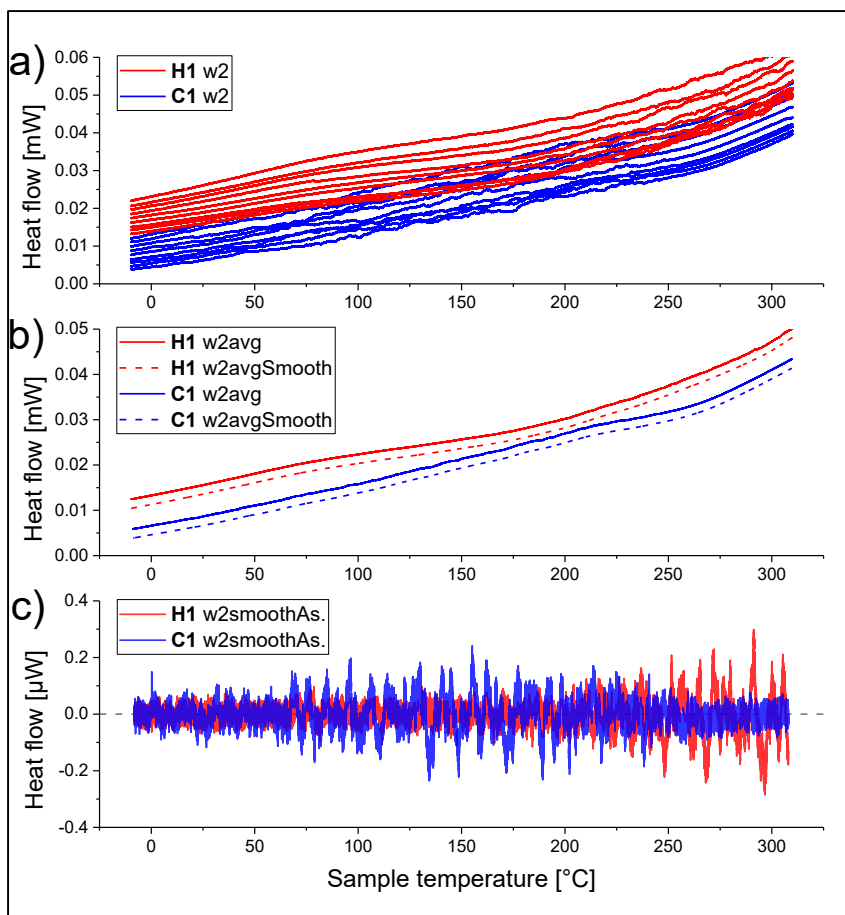 a)
H1 w2
C1 w2
Heat flow [mW]
0.06
0.05
0.04
0.03
0.02
0.01
0.00
0 50 100 150 200 250 300
b)
H1 w2avg
H1 w2avgSmooth
C1 w2avg
C1 w2avgSmooth
Heat flow [mW]
0.05
0.04
0.03
0.02
0.01
0.00
0 50 100 150 200 250 300
c)
H1 w2smoothAs.
C1 w2smoothAs.
Heat flow [µW]
0.4
0.2
0.0
-0.2
-0.4
0 50 100 150 200 250 300
Sample temperature [°C]